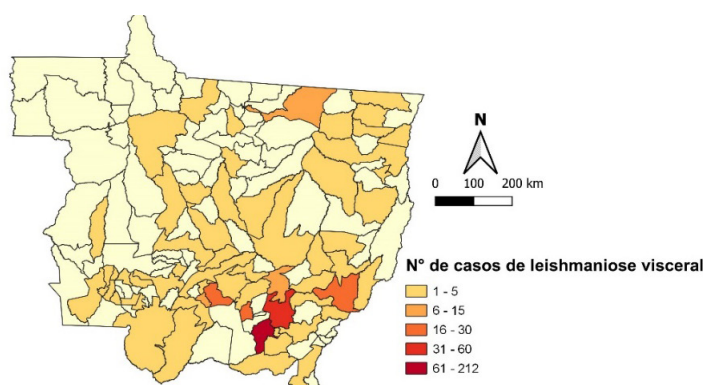 N
0 100 200 km
N° de casos de leishmaniose visceral
1 - 5
6 - 15
16 - 30
31 - 60
61 - 212